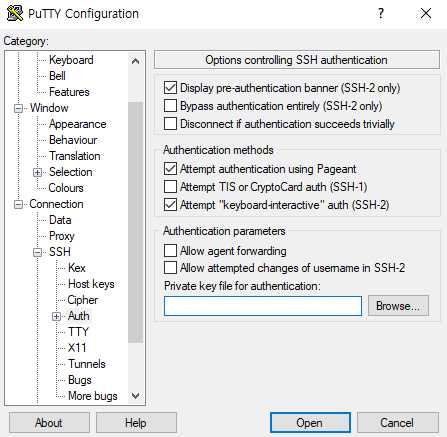 PuTTY Configuration
Category:
Keyboard
Bell
Features
Window
Appearance
Behaviour
Translation
Selection
Colours
Connection
Data
Proxy
SSH
Kex
Host keys
Cipher
Auth
TTY
X11
Tunnels
Bugs
More bugs
Options controlling SSH authentication
Display pre-authentication banner (SSH-2 only)
Bypass authentication entirely (SSH-2 only)
Disconnect if authentication succeeds trivially
Authentication methods
Attempt authentication using Pageant
Attempt TIS or CryptoCard auth (SSH-1)
Attempt "keyboard-interactive" auth (SSH-2)
Authentication parameters
Allow agent forwarding
Allow attempted changes of username in SSH-2
Private key file for authentication:
Browse...
About
Help
Open
Cancel